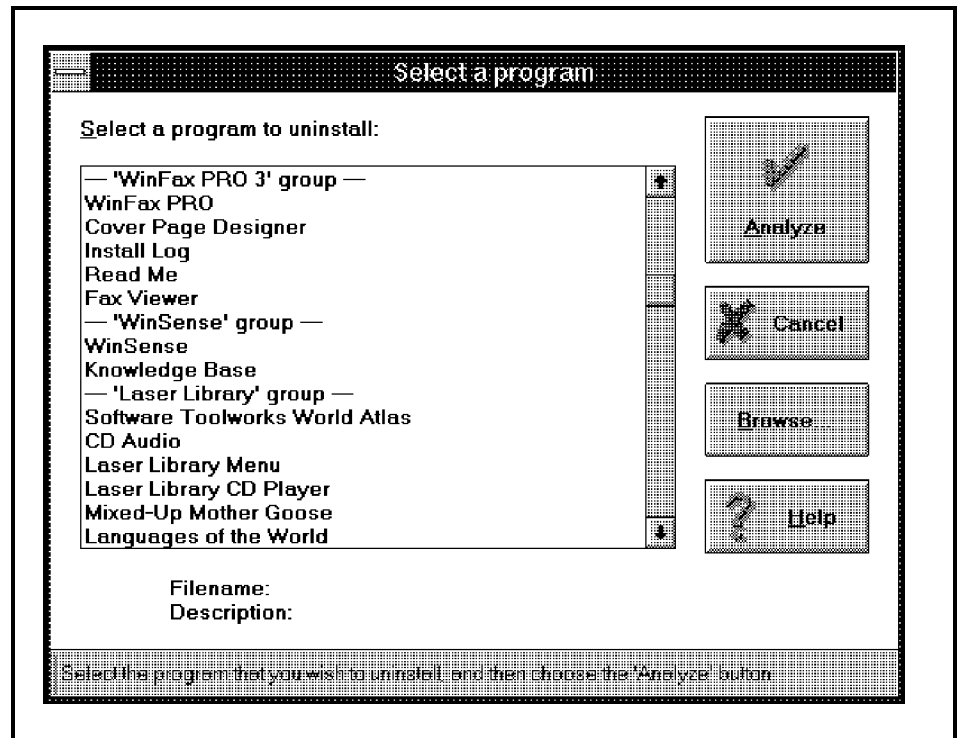 Select a program
Select a program to uninstall:
— 'WinFax PRO 3' group —
WinFax PRO
Cover Page Designer
Install Log
Read Me
Fax Viewer
— 'WinSense' group —
WinSense
Knowledge Base
— 'Laser Library' group —
Software Toolworks World Atlas
CD Audio
Laser Library Menu
Laser Library CD Player
Mixed-Up Mother Goose
Languages of the World
Analyze
Cancel
Browse...
Help
Filename:
Description:
Select the program that you wish to uninstall, and then choose the 'Analyze' button